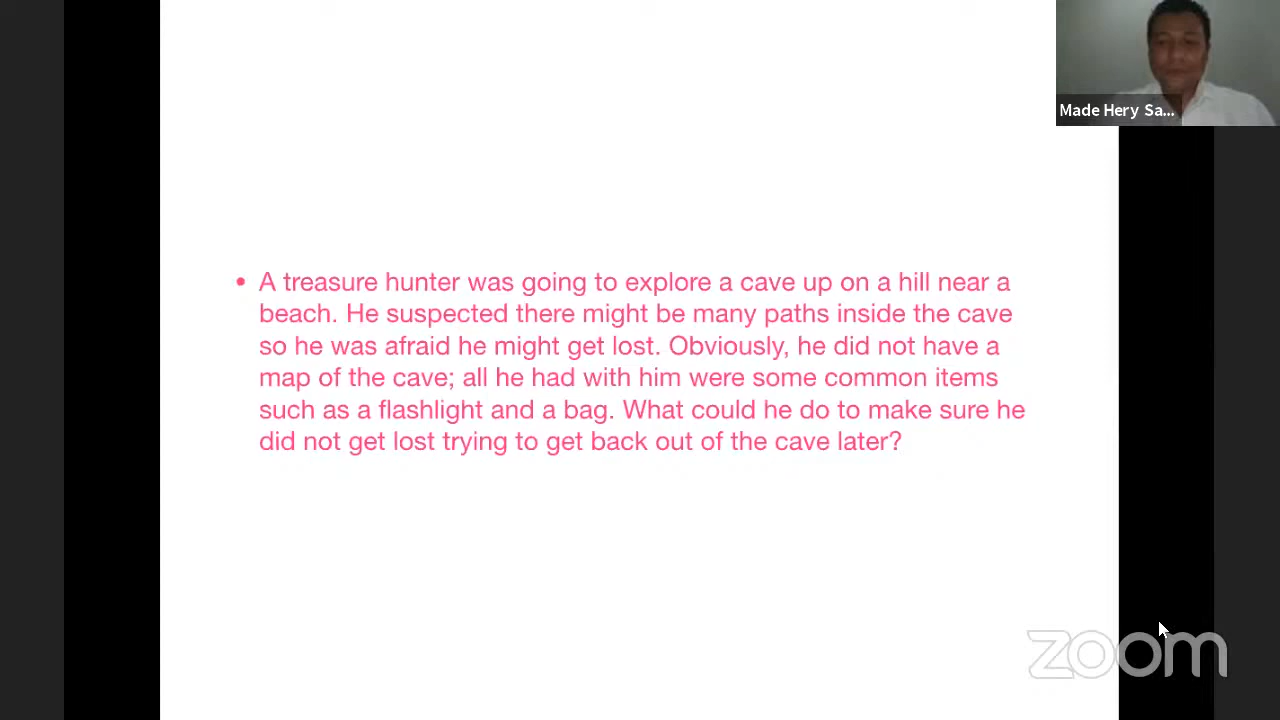 Made Hery Sa...
• A treasure hunter was going to explore a cave up on a hill near a
beach. He suspected there might be many paths inside the cave
so he was afraid he might get lost. Obviously, he did not have a
map of the cave; all he had with him were some common items
such as a flashlight and a bag. What could he do to make sure he
did not get lost trying to get back out of the cave later?
zoom